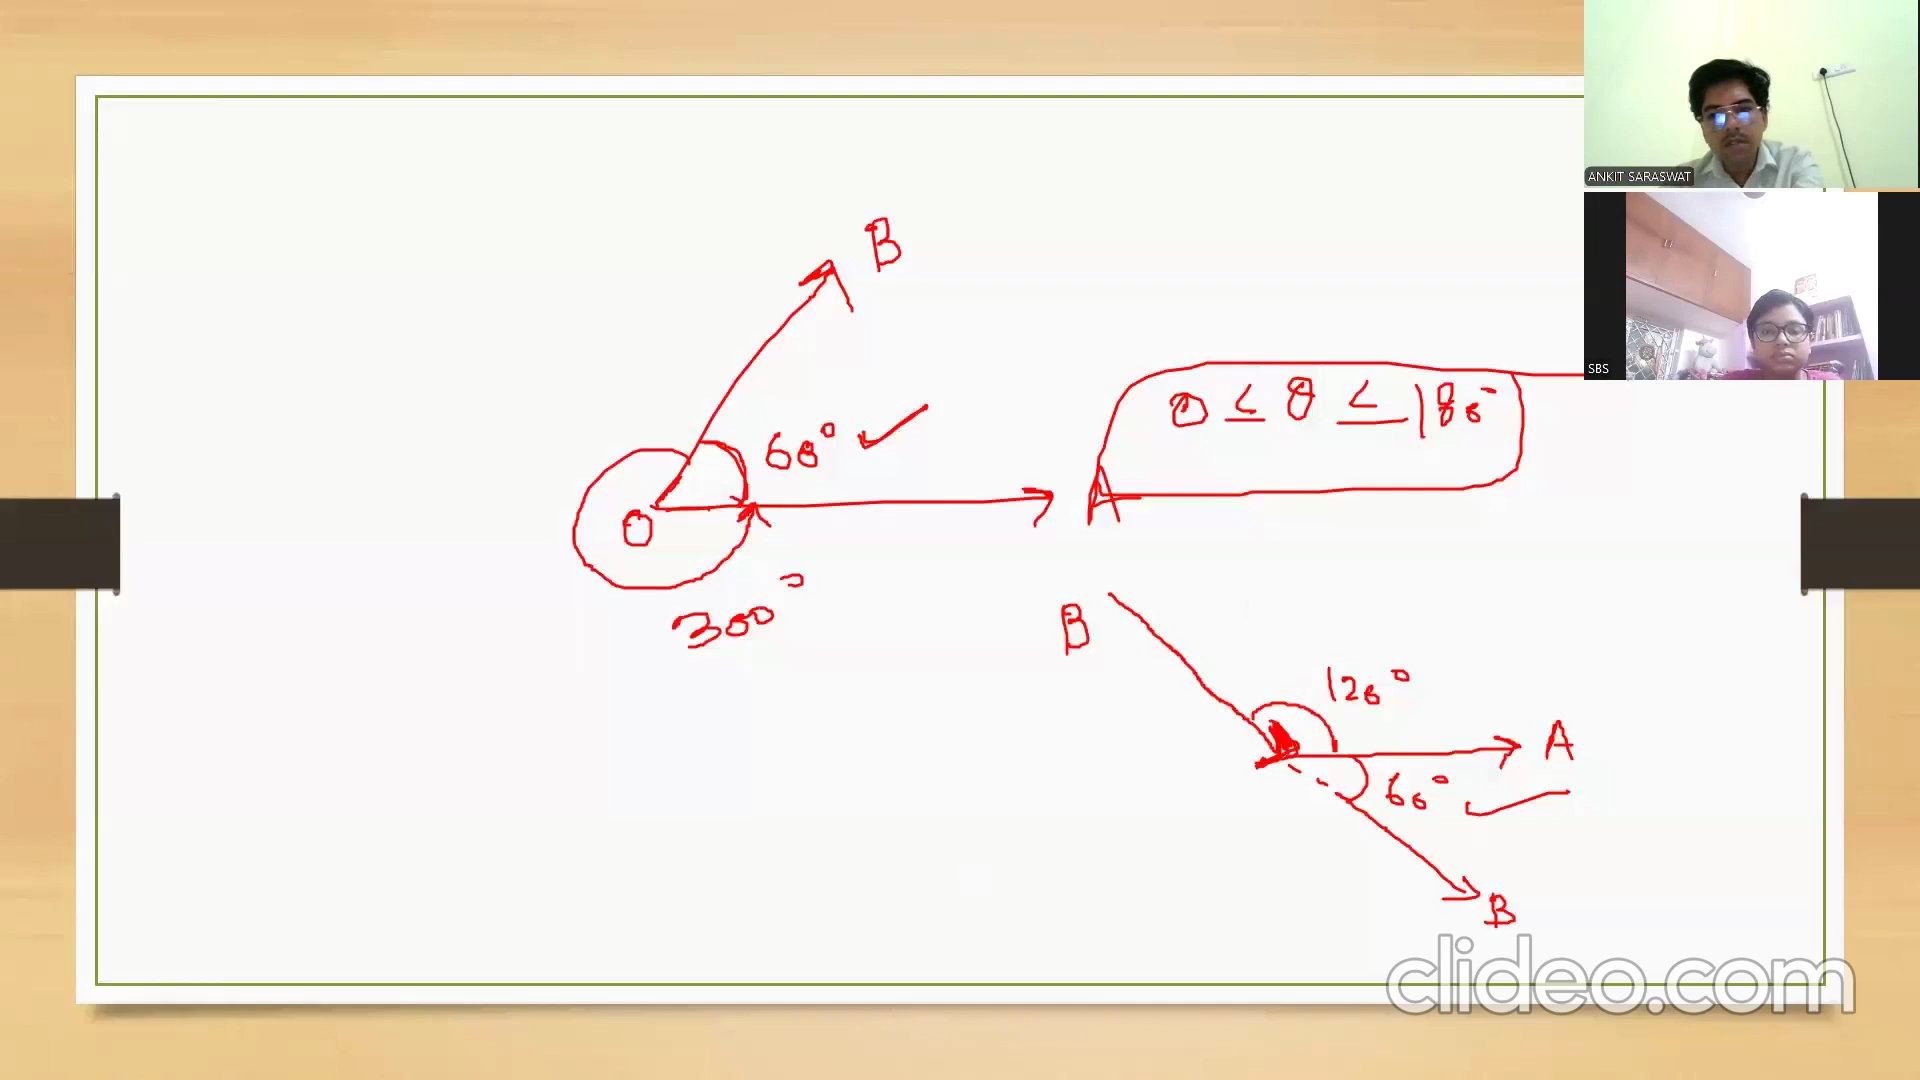 ANKIT SARASWAT
SBS
B
60° ✓
0 ≤ θ ≤ 180°
O
A
300°
B
120°
A
60° ✓
B
clideo.com